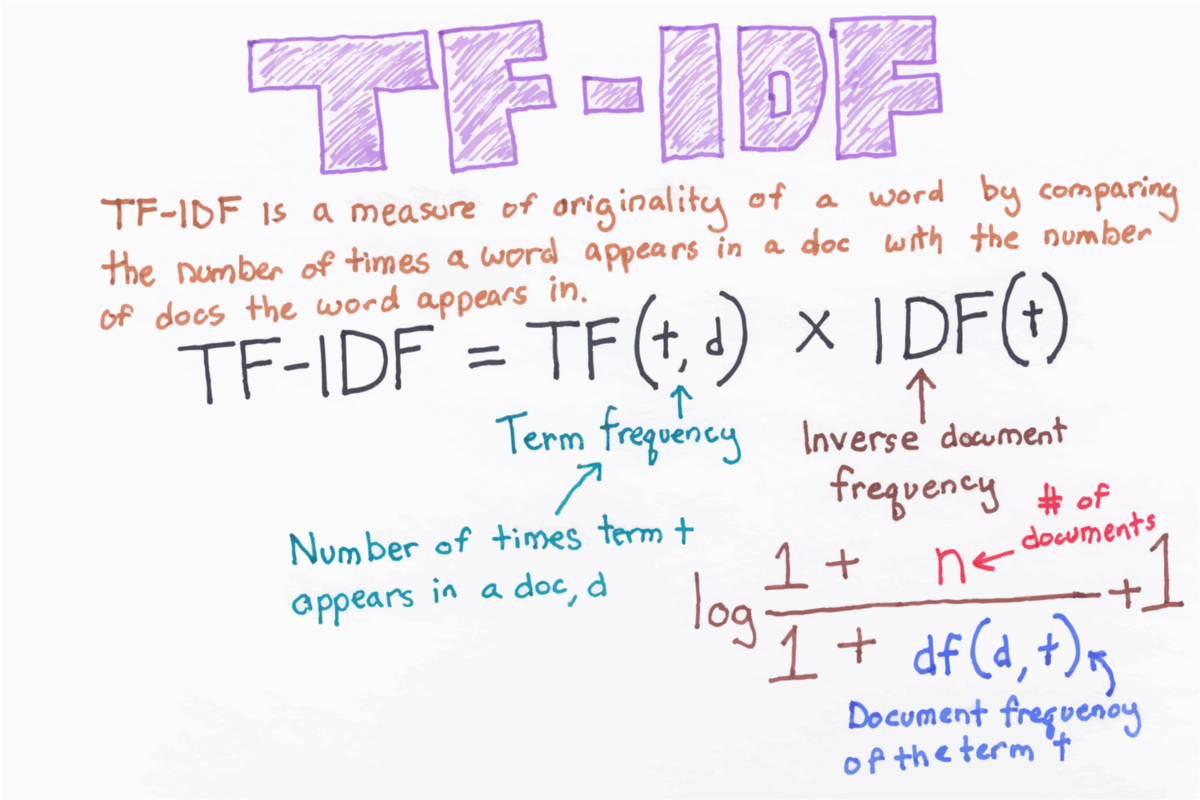 TF-IDF
TF-IDF is a measure of originality of a word by comparing
the number of times a word appears in a doc with the number
of docs the word appears in.
TF-IDF = TF(t, d) × IDF(t)
Term frequency
Inverse document
frequency
Number of times term t
appears in a doc, d
# of
documents
log 1 + n
1 + df(d, t)
+ 1
Document frequency
of the term t